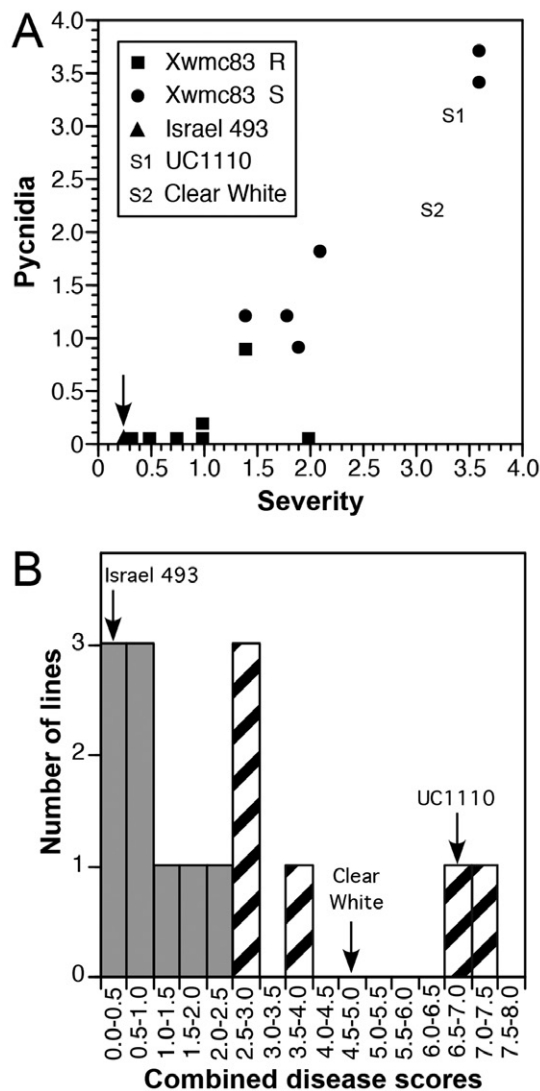 A
Pycnidia
4.0
3.5
3.0
2.5
2.0
1.5
1.0
0.5
0
■ Xwmc83 R
● Xwmc83 S
▲ Israel 493
S1 UC1110
S2 Clear White
S1
S2
0 0.5 1.0 1.5 2.0 2.5 3.0 3.5 4.0
Severity
B
Number of lines
3
2
1
0
Israel 493
Clear
White
UC1110
0.0-0.5
0.5-1.0
1.0-1.5
1.5-2.0
2.0-2.5
2.5-3.0
3.0-3.5
3.5-4.0
4.0-4.5
4.5-5.0
5.0-5.5
5.5-6.0
6.0-6.5
6.5-7.0
7.0-7.5
7.5-8.0
Combined disease scores